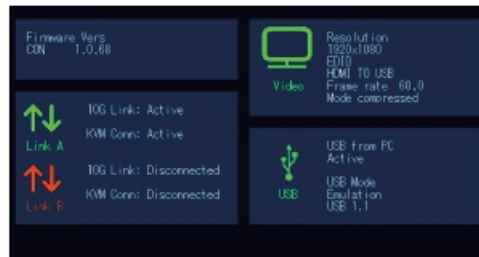 Firmware Vers
CON 1.0.68
10G Link: Active
KVM Conn: Active
Link A
10G Link: Disconnected
KVM Conn: Disconnected
Link B
Video
Resolution
1920x1080
EDID
HDMI TO USB
Frame rate 60.0
Mode compressed
USB
USB from PC
Active
USB Mode
Emulation
USB 1.1